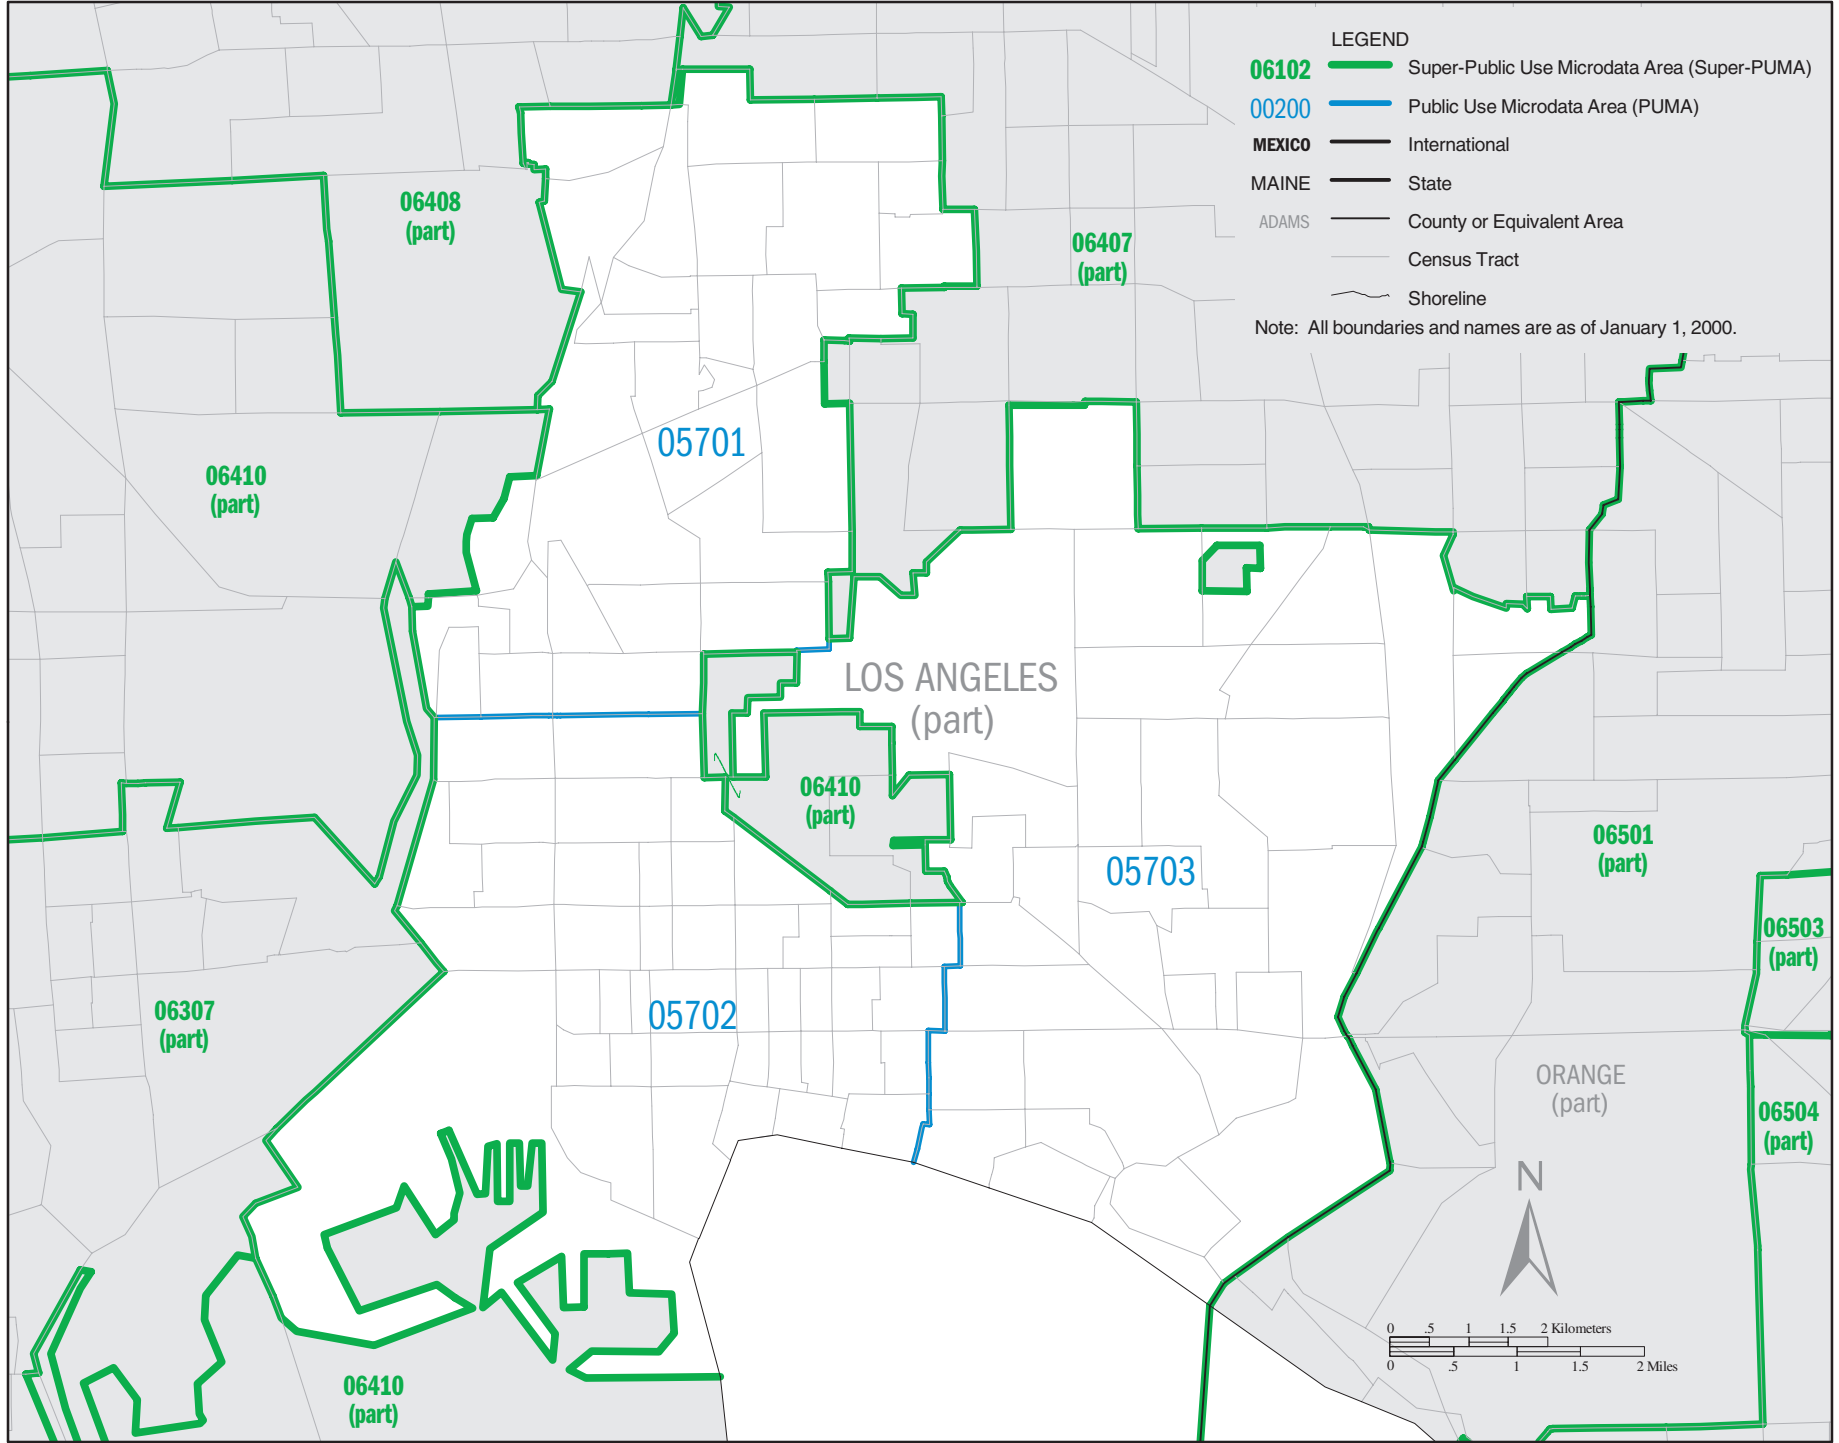 LEGEND
06102 Super-Public Use Microdata Area (Super-PUMA)
00200 Public Use Microdata Area (PUMA)
MEXICO International
MAINE State
ADAMS County or Equivalent Area
Census Tract
Shoreline
Note: All boundaries and names are as of January 1, 2000.
06408
(part)
06407
(part)
05701
06410
(part)
LOS ANGELES
(part)
06410
(part)
05703
06501
(part)
06503
(part)
06307
(part)
05702
ORANGE
(part)
06504
(part)
N
0 .5 1 1.5 2 Kilometers
0 .5 1 1.5 2 Miles
06410
(part)